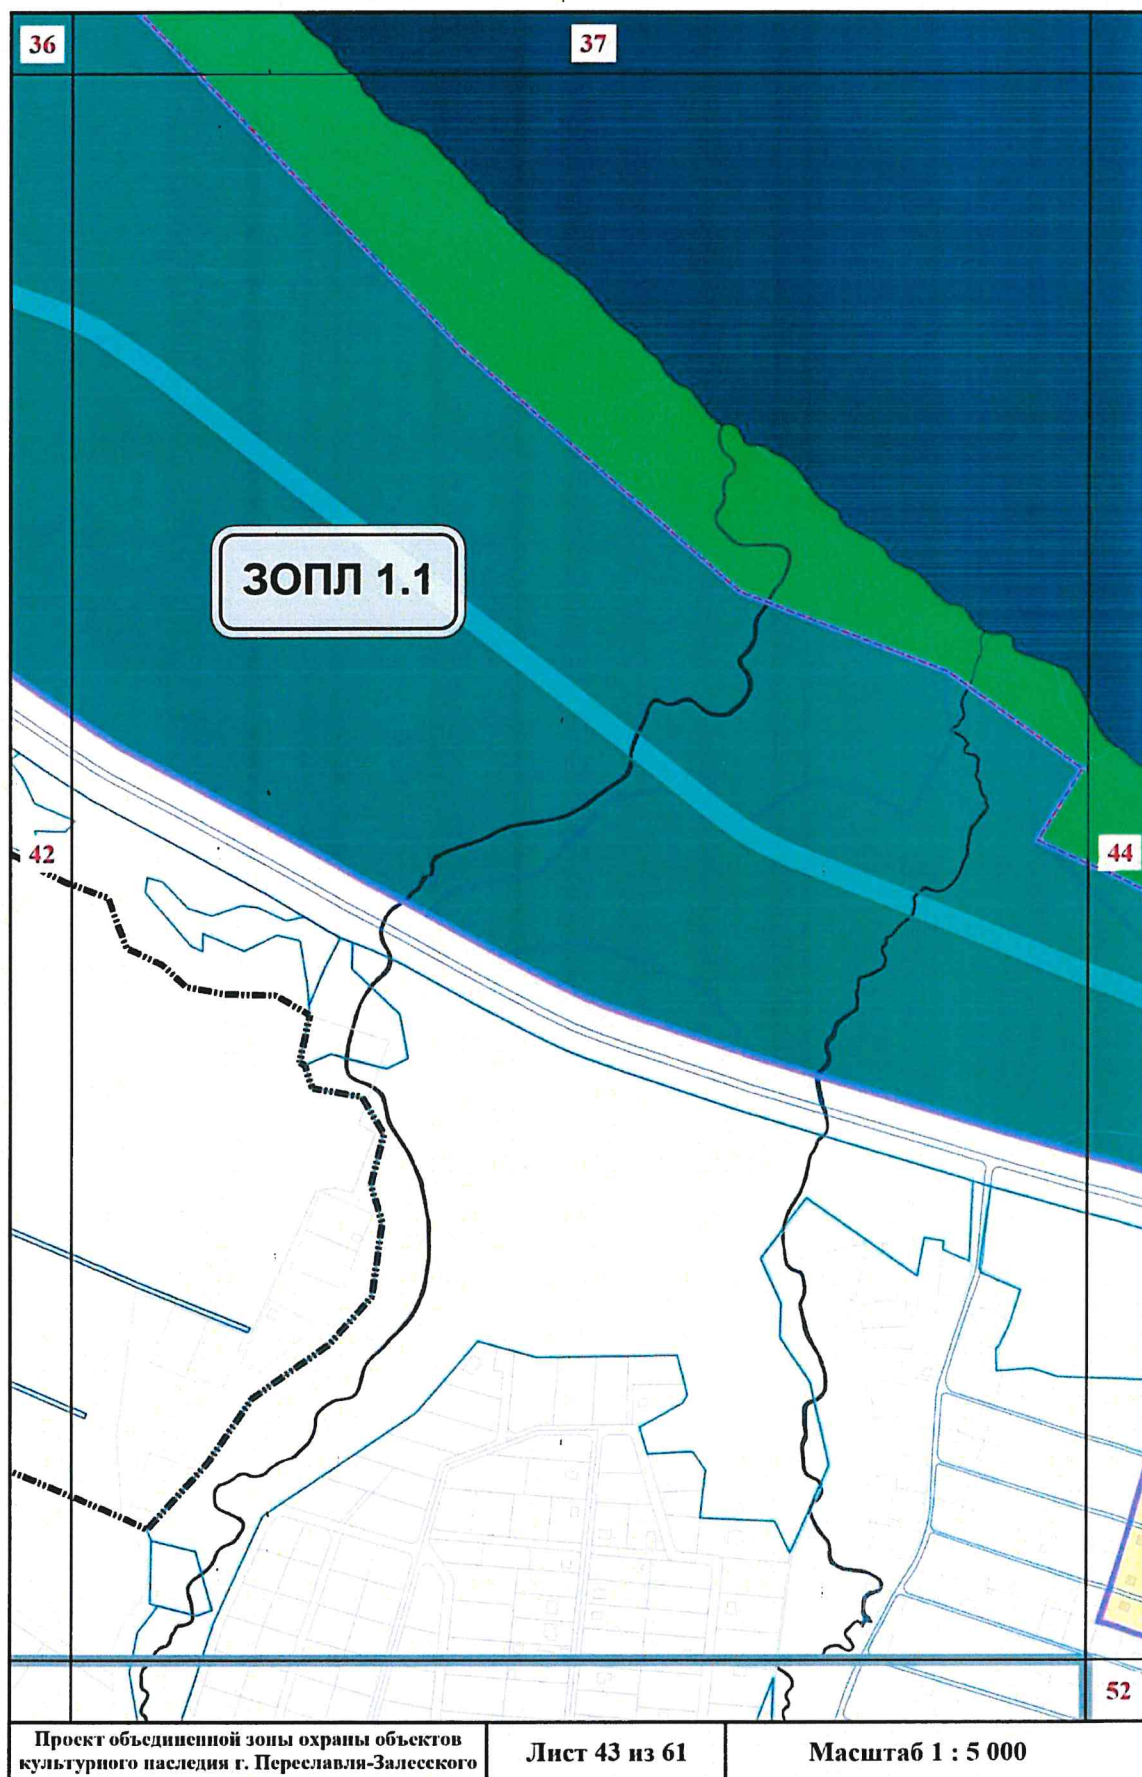 36
37
ЗОПЛ 1.1
42
44
52
Проект объединенной зоны охраны объектов
культурного наследия г. Переславля-Залесского
Лист 43 из 61
Масштаб 1 : 5 000